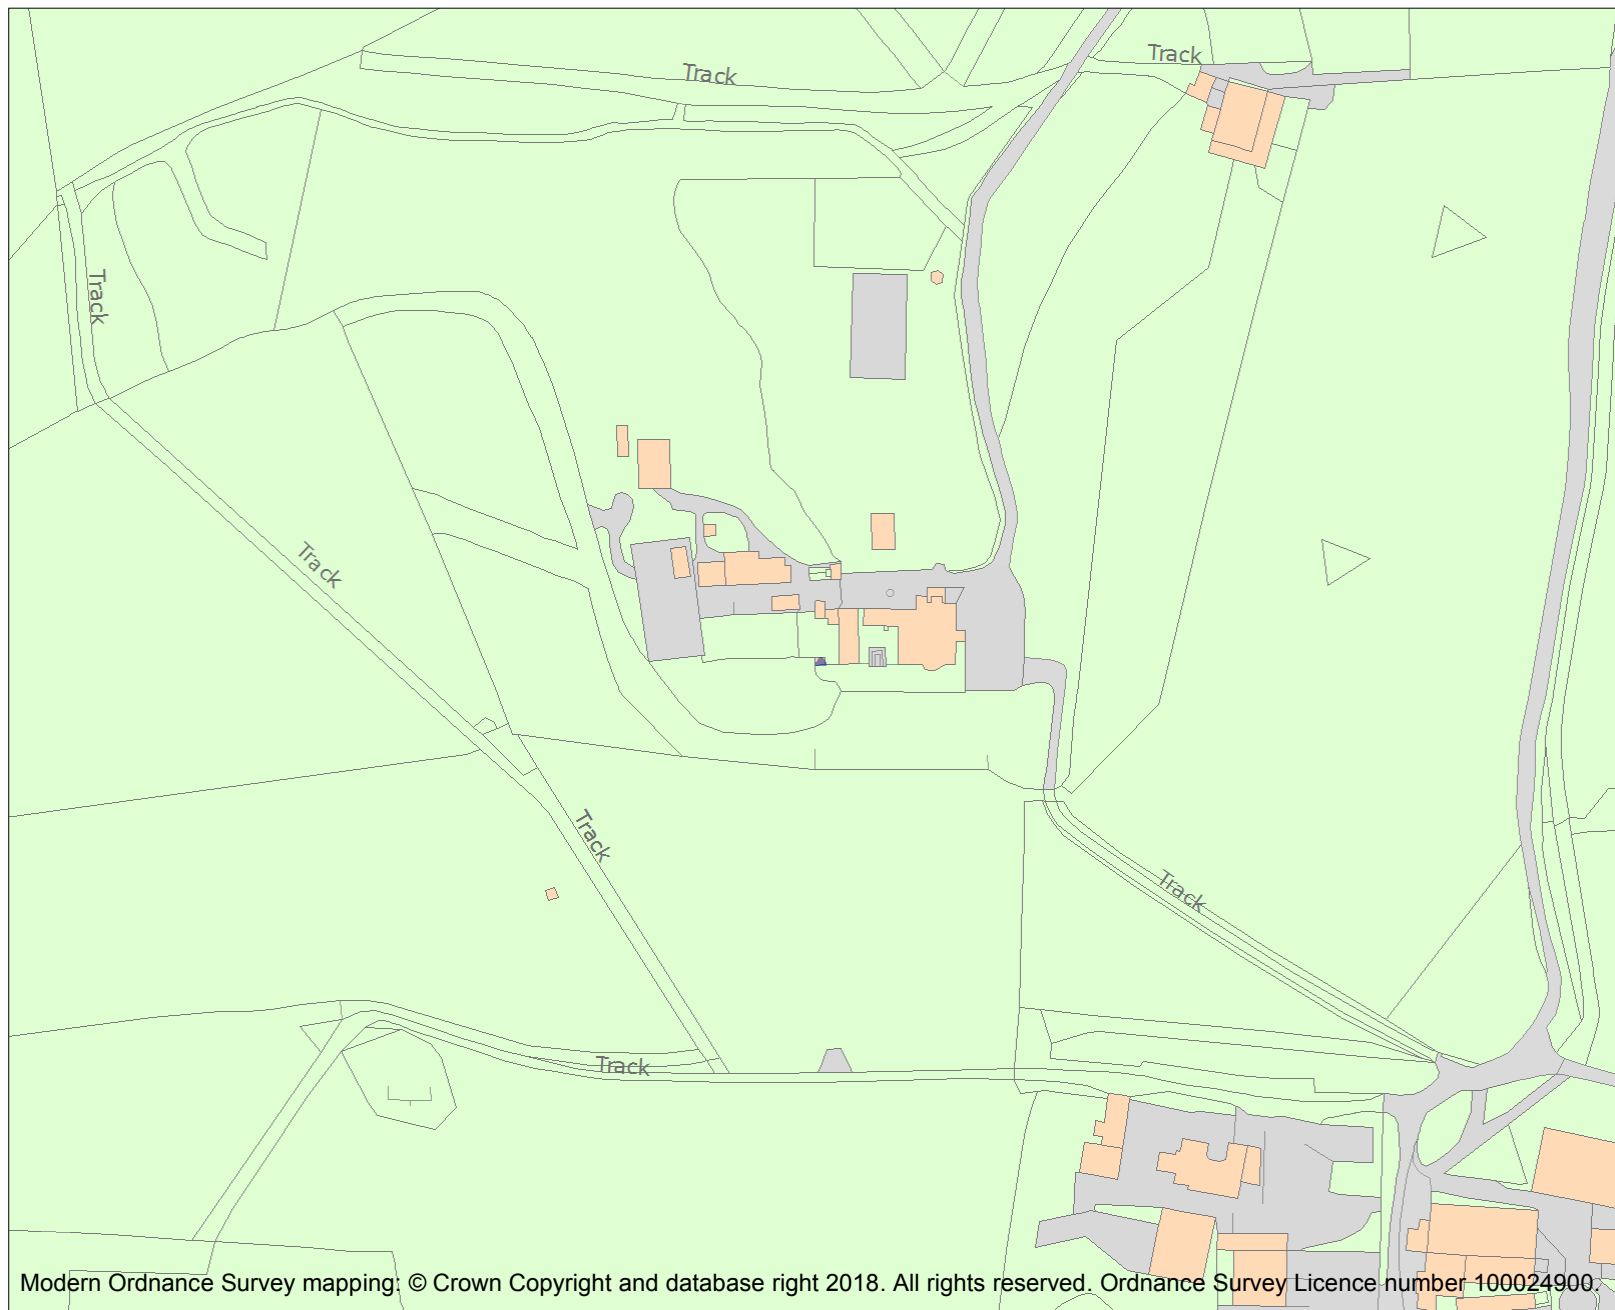 Track
Track
Track
Track
Track
Track
Track
Modern Ordnance Survey mapping: © Crown Copyright and database right 2018. All rights reserved. Ordnance Survey Licence number 100024900.